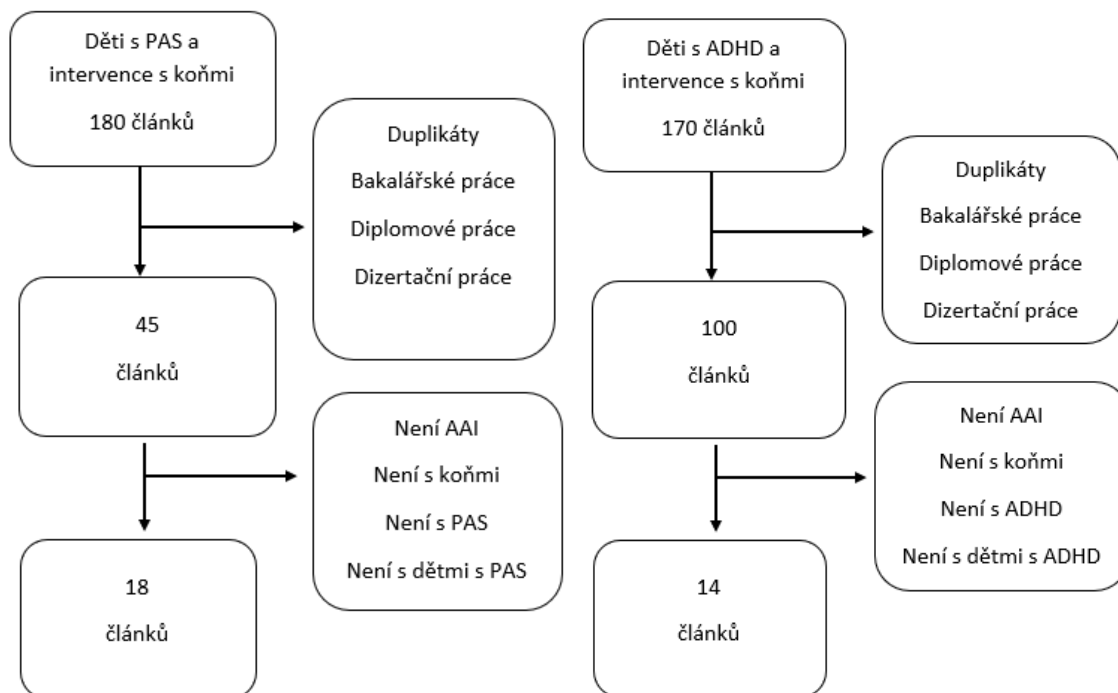 Děti s PAS a
intervence s koňmi
180 článků
Duplikáty
Bakalářské práce
Diplomové práce
Dizertační práce
45
článků
Není AAI
Není s koňmi
Není s PAS
Není s dětmi s PAS
18
článků
Děti s ADHD a
intervence s koňmi
170 článků
Duplikáty
Bakalářské práce
Diplomové práce
Dizertační práce
100
článků
Není AAI
Není s koňmi
Není s ADHD
Není s dětmi s ADHD
14
článků